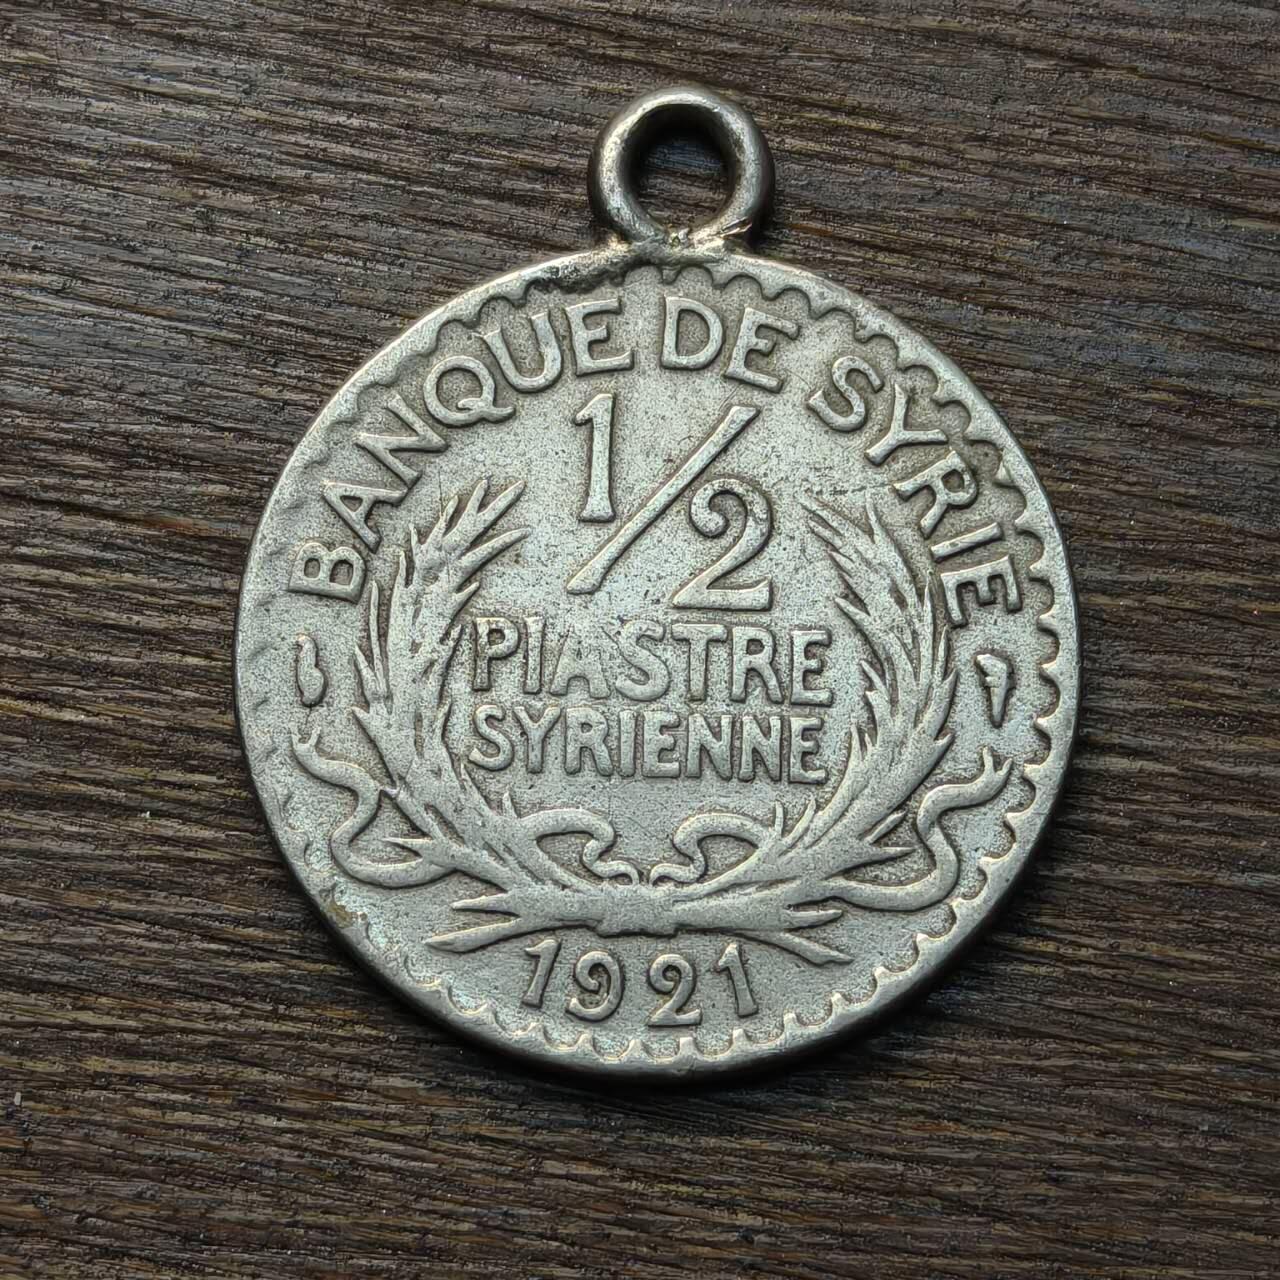 BANQUE DE SYRIE
1/2
PIASTRE
SYRIENNE
1921